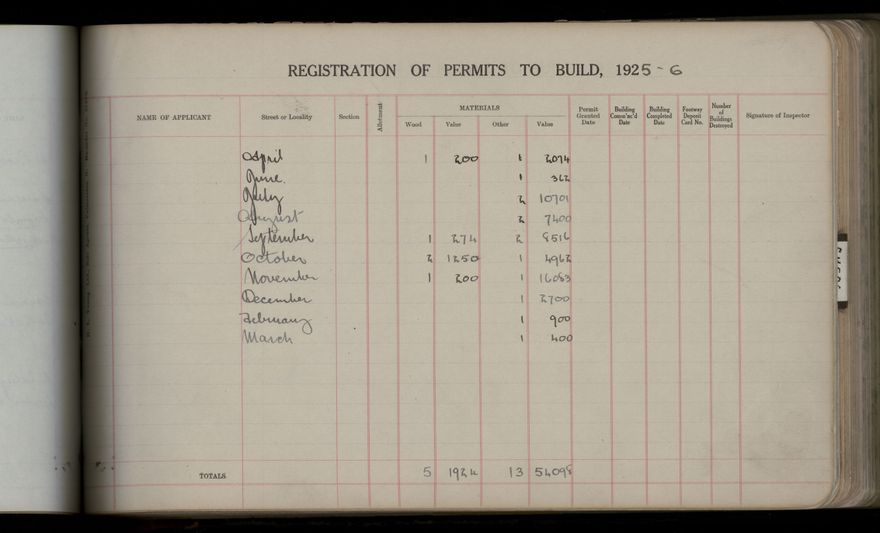 REGISTRATION OF PERMITS TO BUILD, 1925-6
NAME OF APPLICANT Street or Locality Section Allotment MATERIALS Wood Value Other Value Permit Granted Date Building Comm'nc'd Date Building Completed Date Footway Deposit Card No. Number of Buildings Destroyed Signature of Inspector
April 1 200 1 2074
June. 1 362
July 2 10701
August 2 7400
September 1 274 2 8516
October 2 1250 1 4962
November 1 200 1 16083
December 1 2700
February 1 900
March 1 400
TOTALS 5 1924 13 54098